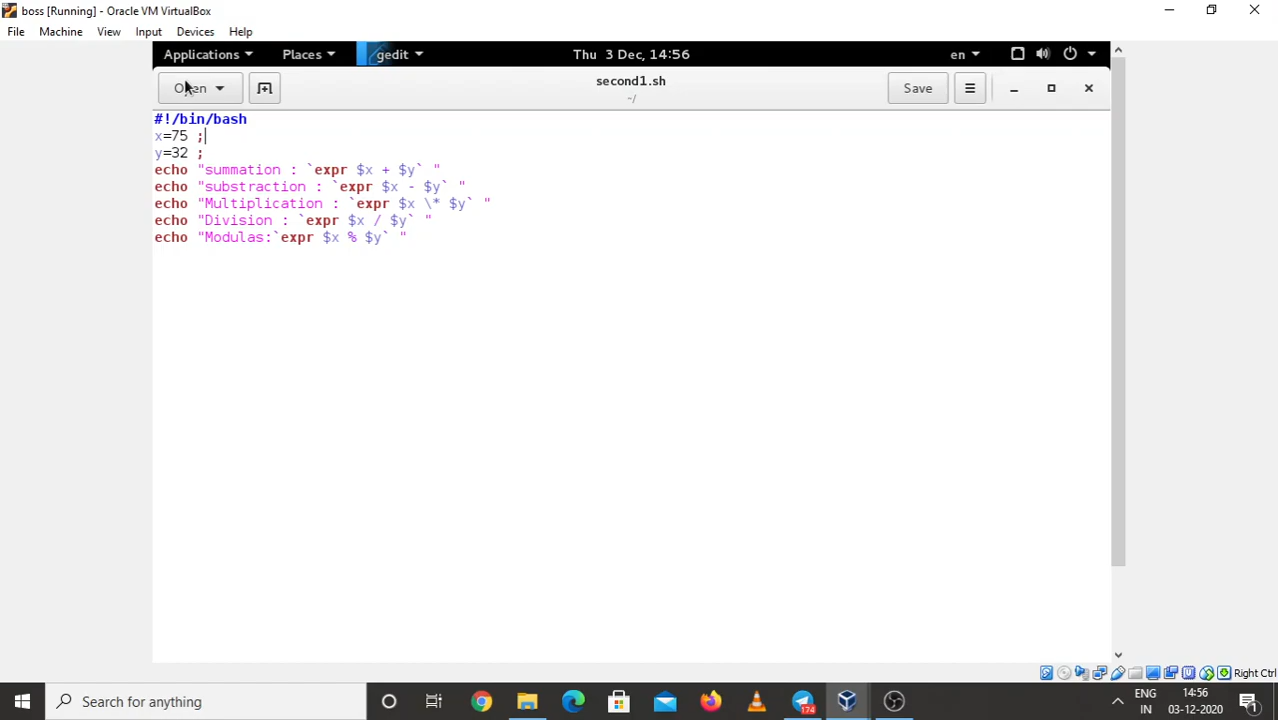 boss [Running] - Oracle VM VirtualBox
File Machine View Input Devices Help
Applications Places gedit Thu 3 Dec, 14:56 en
Open second1.sh Save
~/
#!/bin/bash
x=75 ;
y=32 ;
echo "summation : `expr $x + $y` "
echo "substraction : `expr $x - $y` "
echo "Multiplication : `expr $x \* $y` "
echo "Division : `expr $x / $y` "
echo "Modulas:`expr $x % $y` "
Right Ctrl
Search for anything
174
ENG
IN
14:56
03-12-2020
1